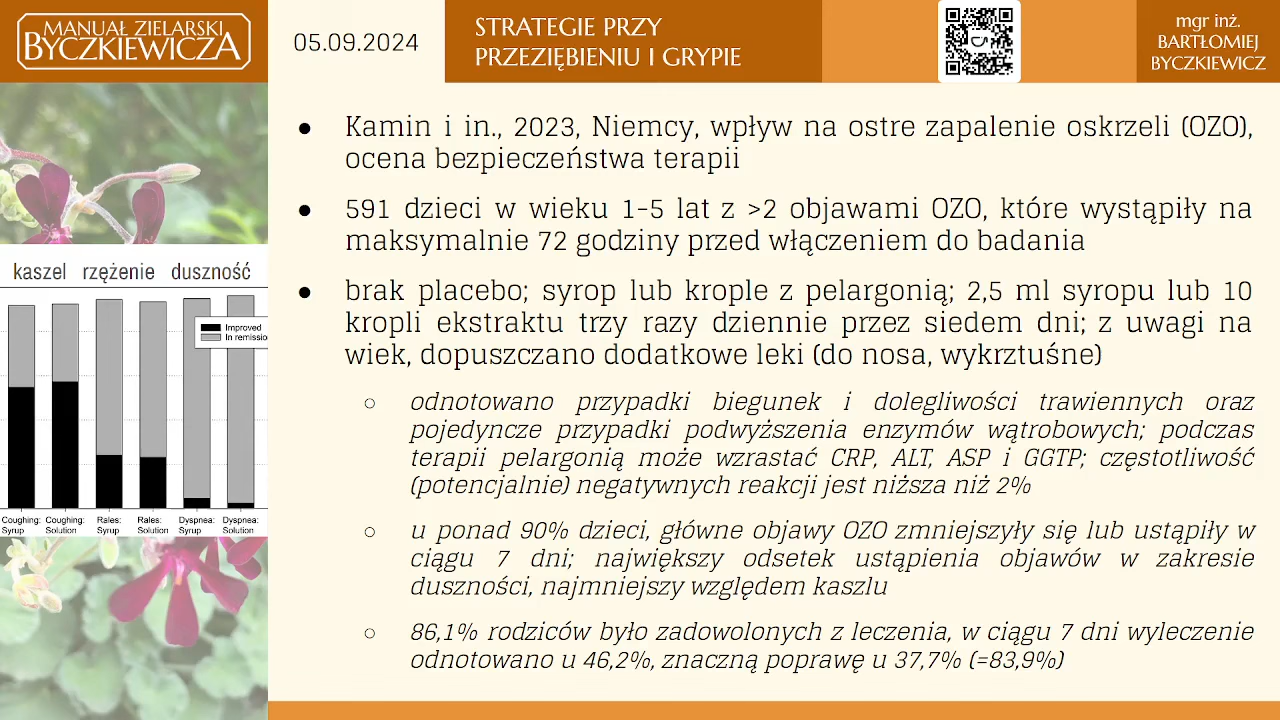 MANUAŁ ZIELARSKI
BYCZKIEWICZA
05.09.2024
STRATEGIE PRZY
PRZEZIĘBIENIU I GRYPIE
mgr inż.
BARTŁOMIEJ
BYCZKIEWICZ
● Kamin i in., 2023, Niemcy, wpływ na ostre zapalenie oskrzeli (OZO),
ocena bezpieczeństwa terapii
● 591 dzieci w wieku 1-5 lat z >2 objawami OZO, które wystąpiły na
maksymalnie 72 godziny przed włączeniem do badania
● brak placebo; syrop lub krople z pelargonią; 2,5 ml syropu lub 10
kropli ekstraktu trzy razy dziennie przez siedem dni; z uwagi na
wiek, dopuszczano dodatkowe leki (do nosa, wykrztuśne)
○ odnotowano przypadki biegunek i dolegliwości trawiennych oraz
pojedyncze przypadki podwyższenia enzymów wątrobowych; podczas
terapii pelargonią może wzrastać CRP, ALT, ASP i GGTP; częstotliwość
(potencjalnie) negatywnych reakcji jest niższa niż 2%
○ u ponad 90% dzieci, główne objawy OZO zmniejszyły się lub ustąpiły w
ciągu 7 dni; największy odsetek ustąpienia objawów w zakresie
duszności, najmniejszy względem kaszlu
○ 86,1% rodziców było zadowolonych z leczenia, w ciągu 7 dni wyleczenie
odnotowano u 46,2%, znaczną poprawę u 37,7% (=83,9%)
kaszel rzężenie duszność
Improved
In remissio
Coughing: Coughing: Rales: Rales: Dyspnea: Dyspnea:
Syrup Solution Syrup Solution Syrup Solution